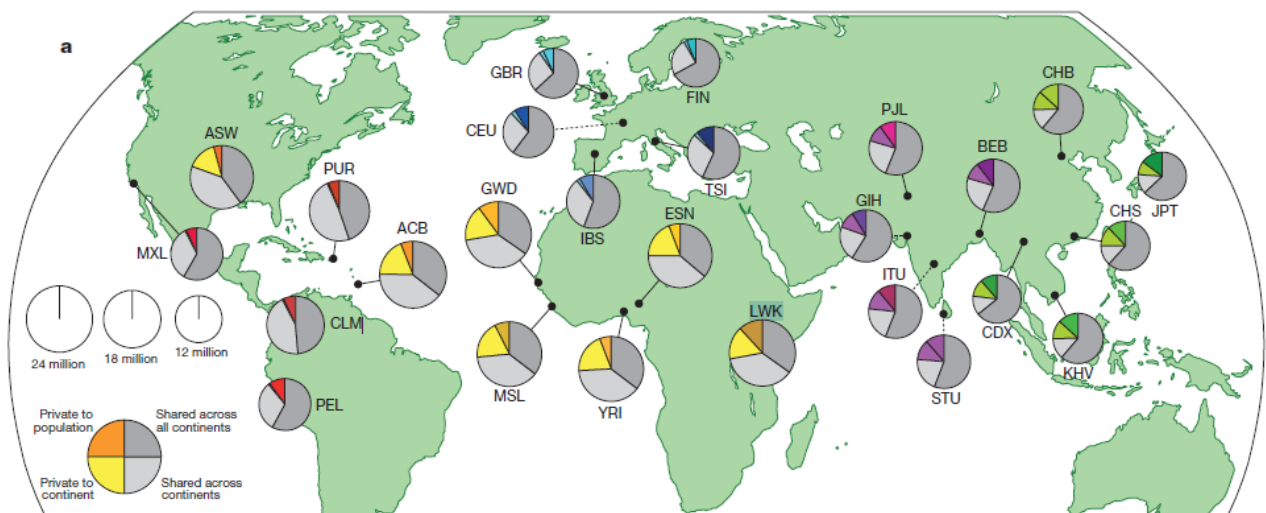 a
GBR
FIN
CHB
CEU
PJL
ASW
BEB
PUR
TSI
GWD
ESN
GIH
CHS
JPT
IBS
ACB
MXL
ITU
LWK
CLM
CDX
24 million
18 million
12 million
KHV
STU
MSL
PEL
YRI
Private to
population
Shared across
all continents
Private to
continent
Shared across
continents